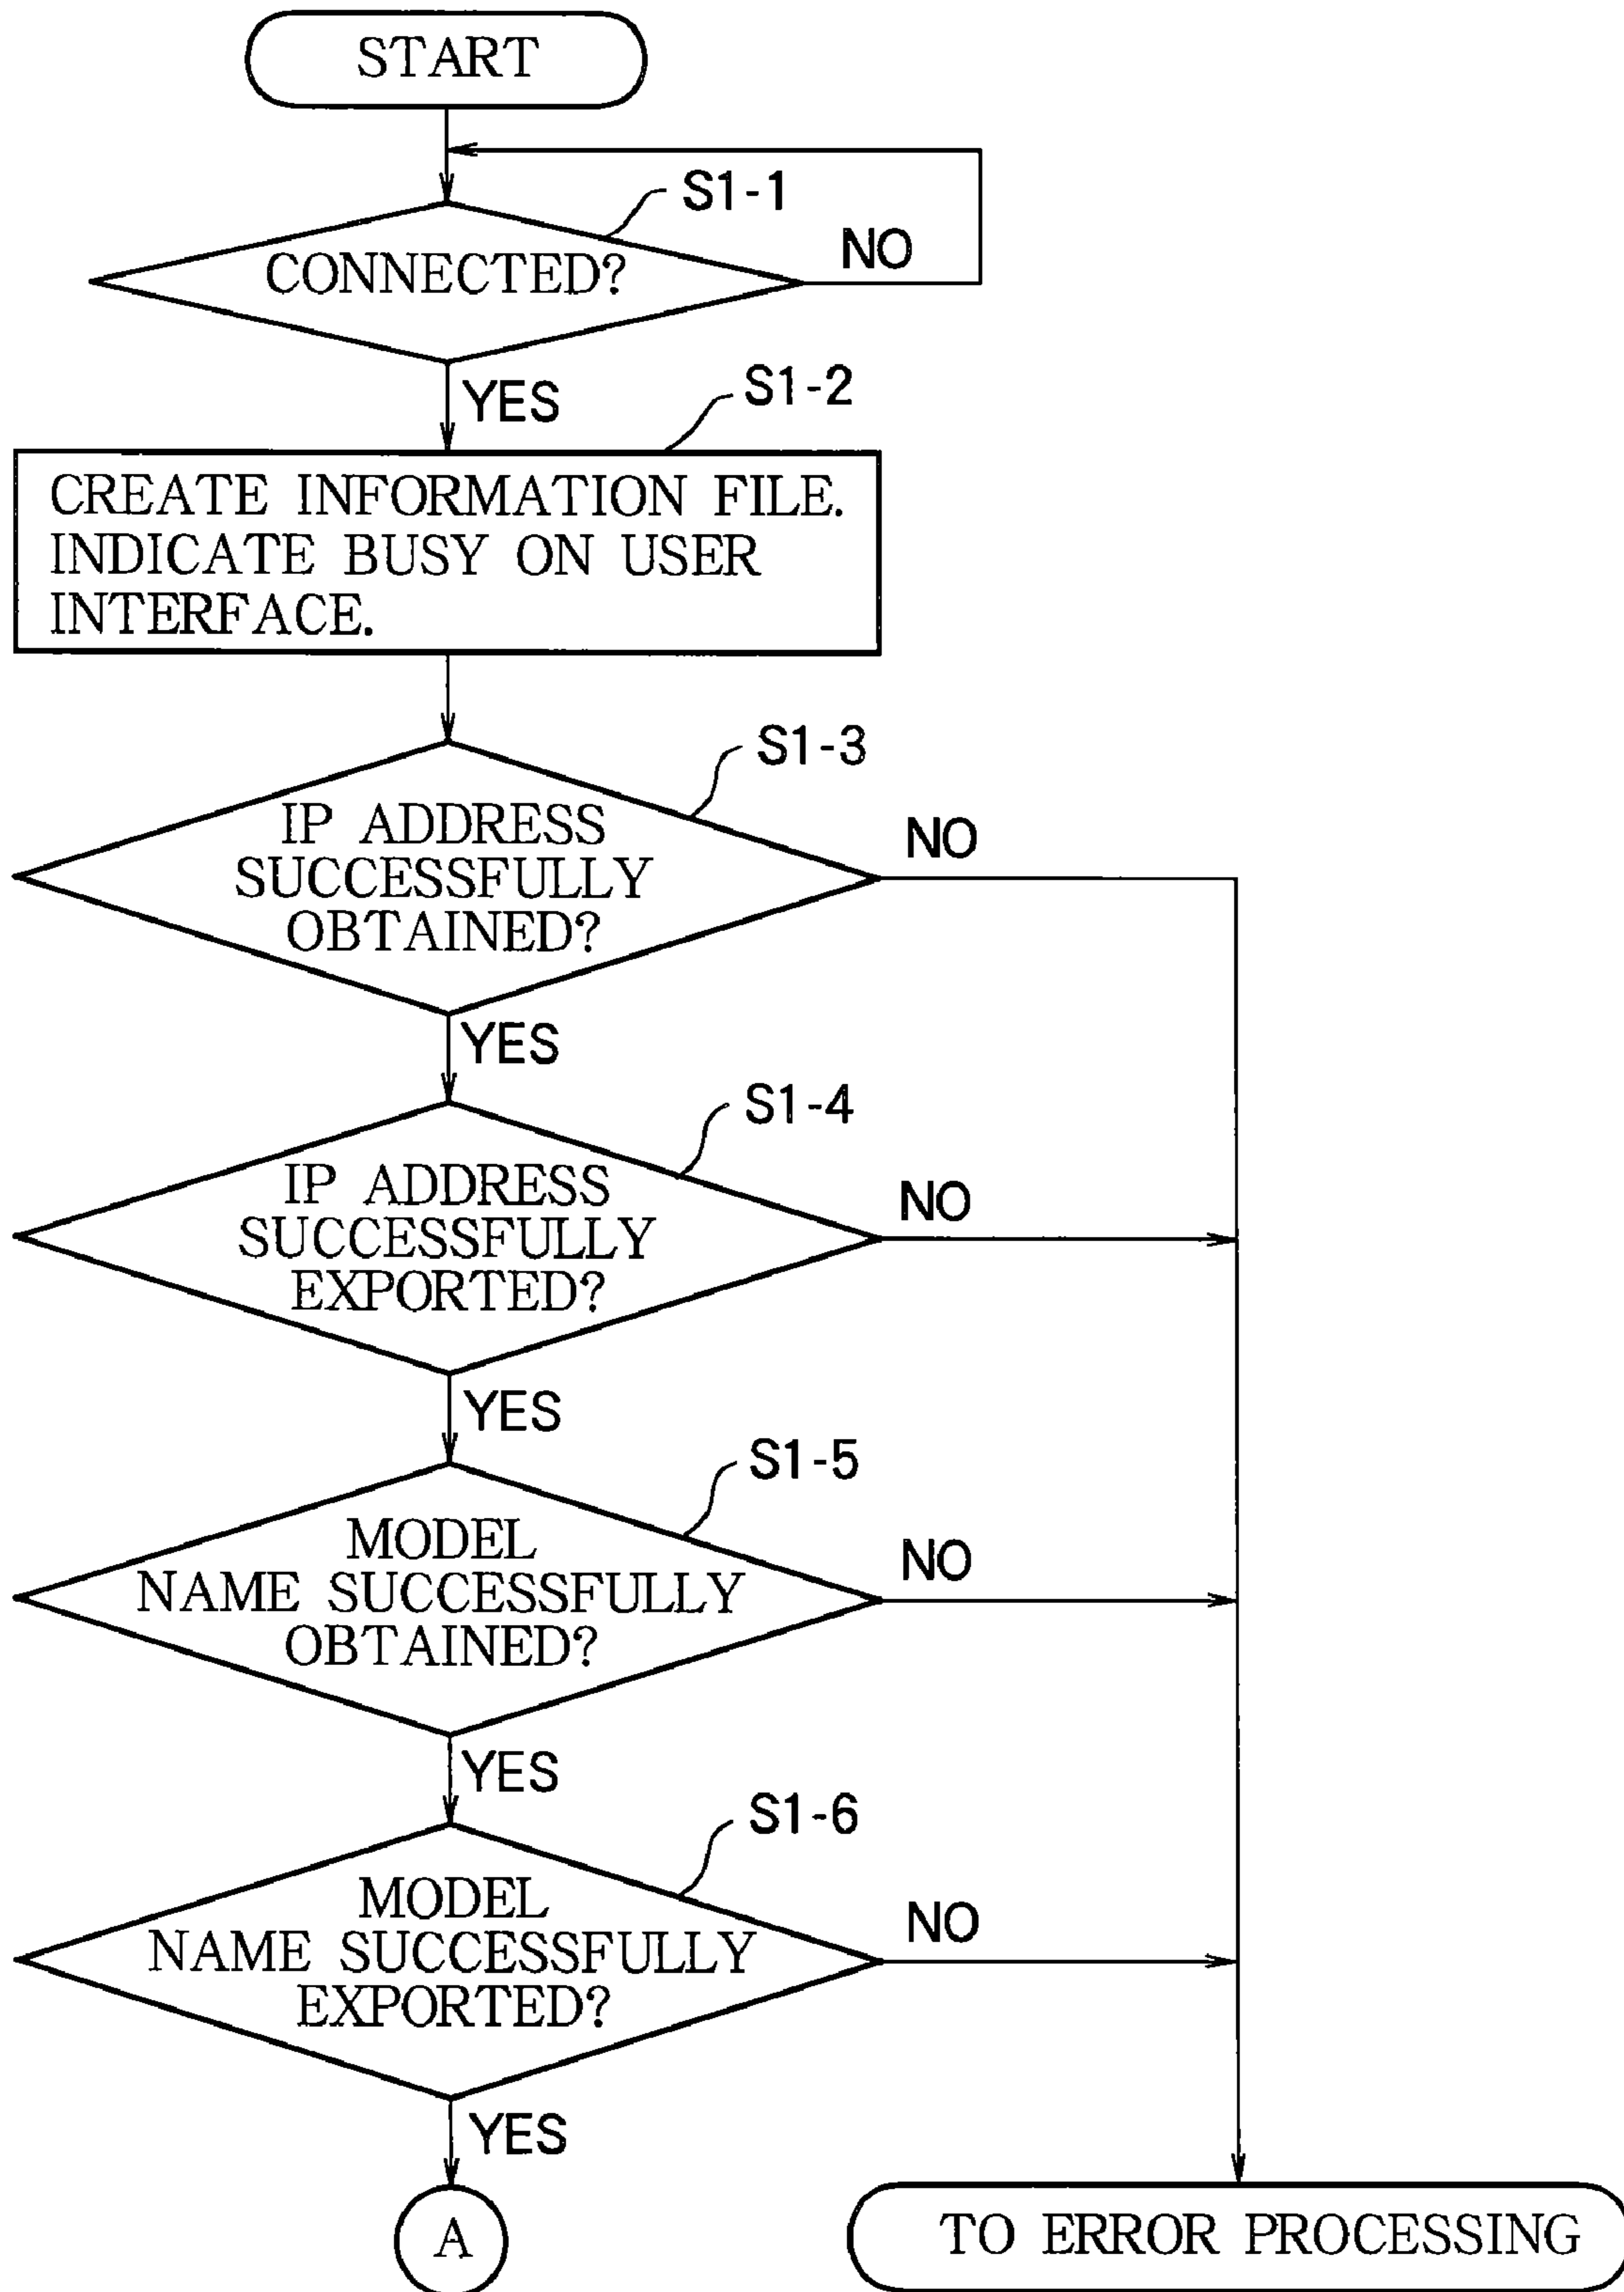 START
S1-1
CONNECTED?
NO
YES
S1-2
CREATE INFORMATION FILE.
INDICATE BUSY ON USER
INTERFACE.
S1-3
IP ADDRESS
SUCCESSFULLY
OBTAINED?
NO
YES
S1-4
IP ADDRESS
SUCCESSFULLY
EXPORTED?
NO
YES
S1-5
MODEL
NAME SUCCESSFULLY
OBTAINED?
NO
YES
S1-6
MODEL
NAME SUCCESSFULLY
EXPORTED?
NO
YES
A
TO ERROR PROCESSING